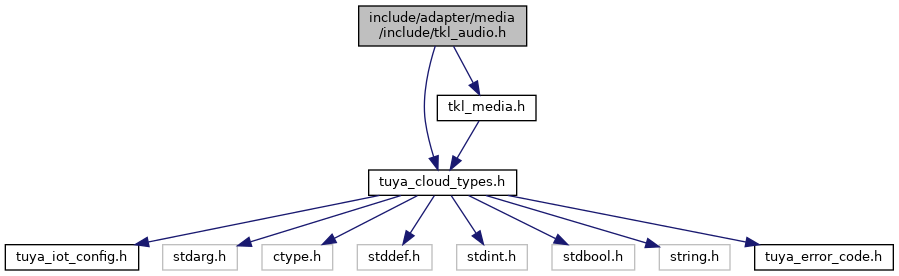 include/adapter/media
/include/tkl_audio.h
tkl_media.h
tuya_cloud_types.h
tuya_iot_config.h
stdarg.h
ctype.h
stddef.h
stdint.h
stdbool.h
string.h
tuya_error_code.h